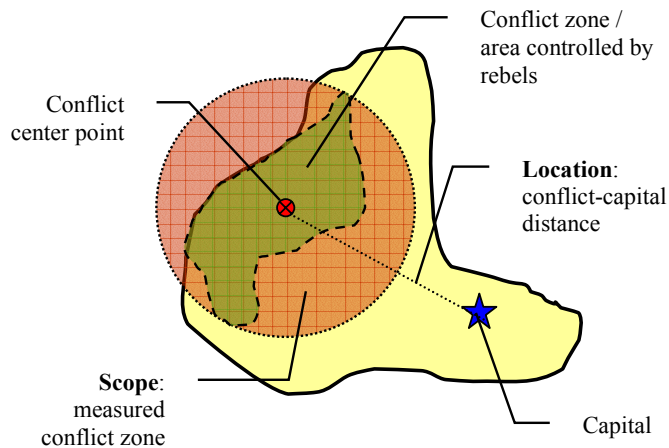 Conflict zone /
area controlled by
rebels
Conflict
center point
Location:
conflict-capital
distance
Scope:
measured
conflict zone
Capital